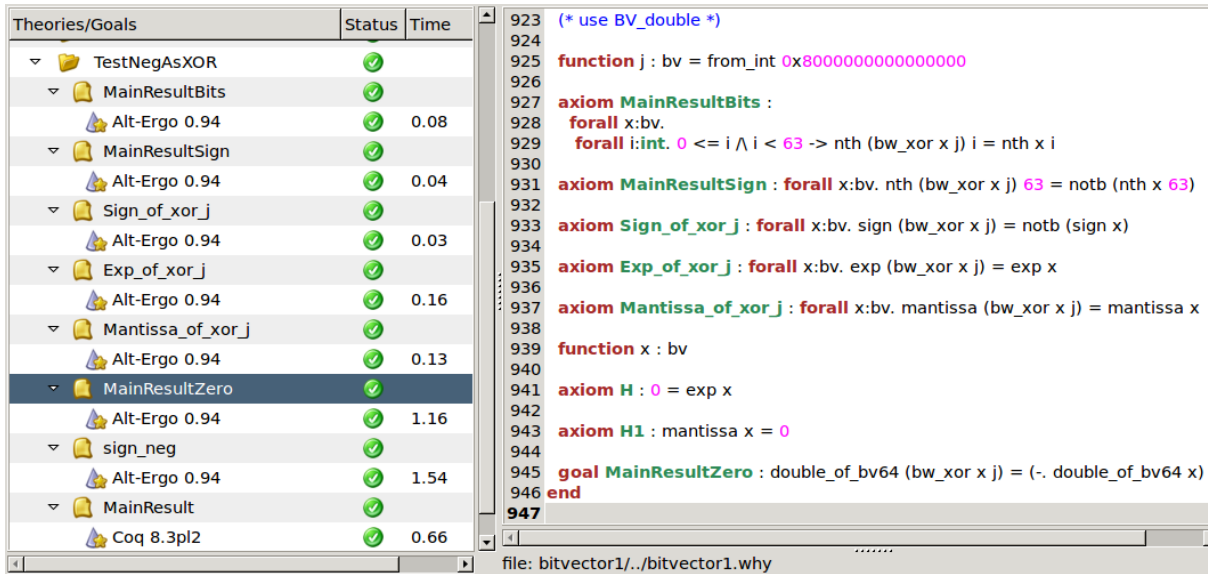 Theories/Goals Status Time
TestNegAsXOR
MainResultBits
Alt-Ergo 0.94 0.08
MainResultSign
Alt-Ergo 0.94 0.04
Sign_of_xor_j
Alt-Ergo 0.94 0.03
Exp_of_xor_j
Alt-Ergo 0.94 0.16
Mantissa_of_xor_j
Alt-Ergo 0.94 0.13
MainResultZero
Alt-Ergo 0.94 1.16
sign_neg
Alt-Ergo 0.94 1.54
MainResult
Coq 8.3pl2 0.66
923 (* use BV_double *)
924
925 function j : bv = from_int 0x8000000000000000
926
927 axiom MainResultBits :
928 forall x:bv.
929 forall i:int. 0 <= i /\ i < 63 -> nth (bw_xor x j) i = nth x i
930
931 axiom MainResultSign : forall x:bv. nth (bw_xor x j) 63 = notb (nth x 63)
932
933 axiom Sign_of_xor_j : forall x:bv. sign (bw_xor x j) = notb (sign x)
934
935 axiom Exp_of_xor_j : forall x:bv. exp (bw_xor x j) = exp x
936
937 axiom Mantissa_of_xor_j : forall x:bv. mantissa (bw_xor x j) = mantissa x
938
939 function x : bv
940
941 axiom H : 0 = exp x
942
943 axiom H1 : mantissa x = 0
944
945 goal MainResultZero : double_of_bv64 (bw_xor x j) = (-. double_of_bv64 x)
946 end
947
file: bitvector1/../bitvector1.why